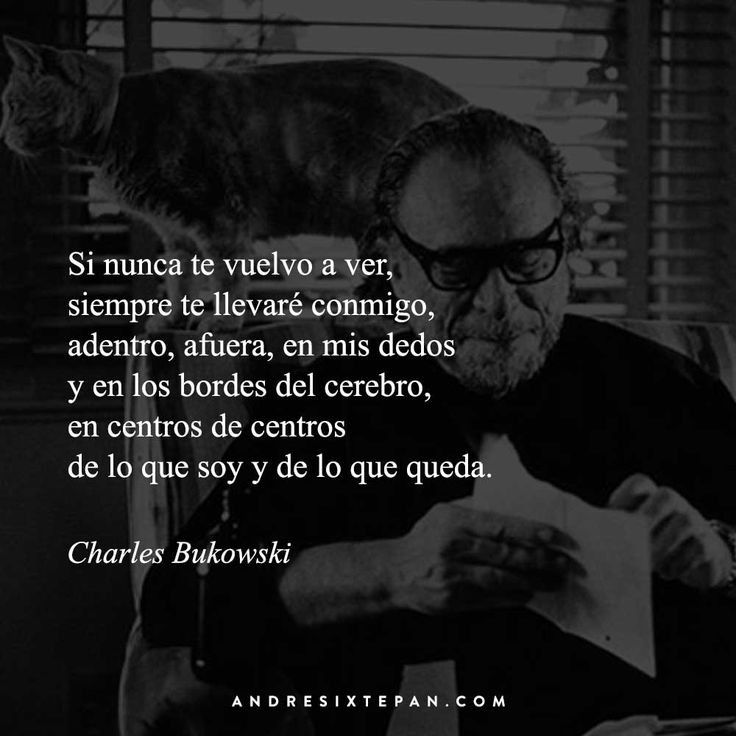 Si nunca te vuelvo a ver,
siempre te llevaré conmigo,
adentro, afuera, en mis dedos
y en los bordes del cerebro,
en centros de centros
de lo que soy y de lo que queda.
Charles Bukowski
ANDRESIXTEPAN.COM